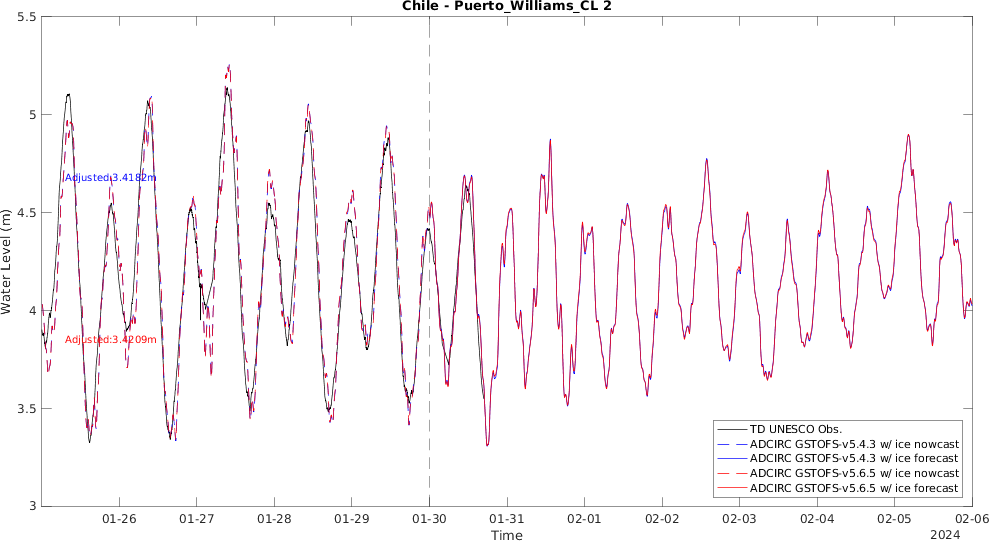 Chile - Puerto_Williams_CL 2
5.5
5
4.5
4
3.5
3
Water Level (m)
Adjusted:3.4182m
Adjusted:3.4209m
TD UNESCO Obs.
ADCIRC GSTOFS-v5.4.3 w/ ice nowcast
ADCIRC GSTOFS-v5.4.3 w/ ice forecast
ADCIRC GSTOFS-v5.6.5 w/ ice nowcast
ADCIRC GSTOFS-v5.6.5 w/ ice forecast
01-26 01-27 01-28 01-29 01-30 01-31 02-01 02-02 02-03 02-04 02-05 02-06
Time
2024